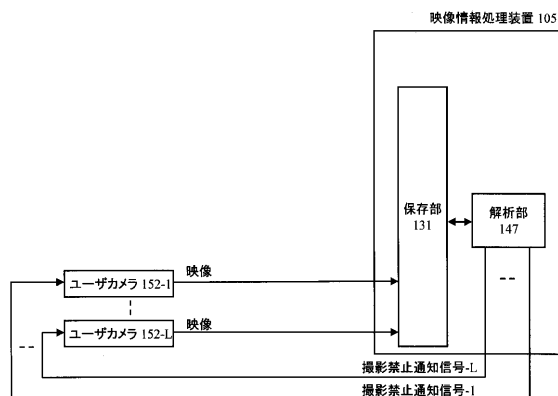 映像情報処理装置 105
保存部
131
解析部
147
ユーザカメラ 152-1
映像
ユーザカメラ 152-L
映像
撮影禁止通知信号-L
撮影禁止通知信号-1